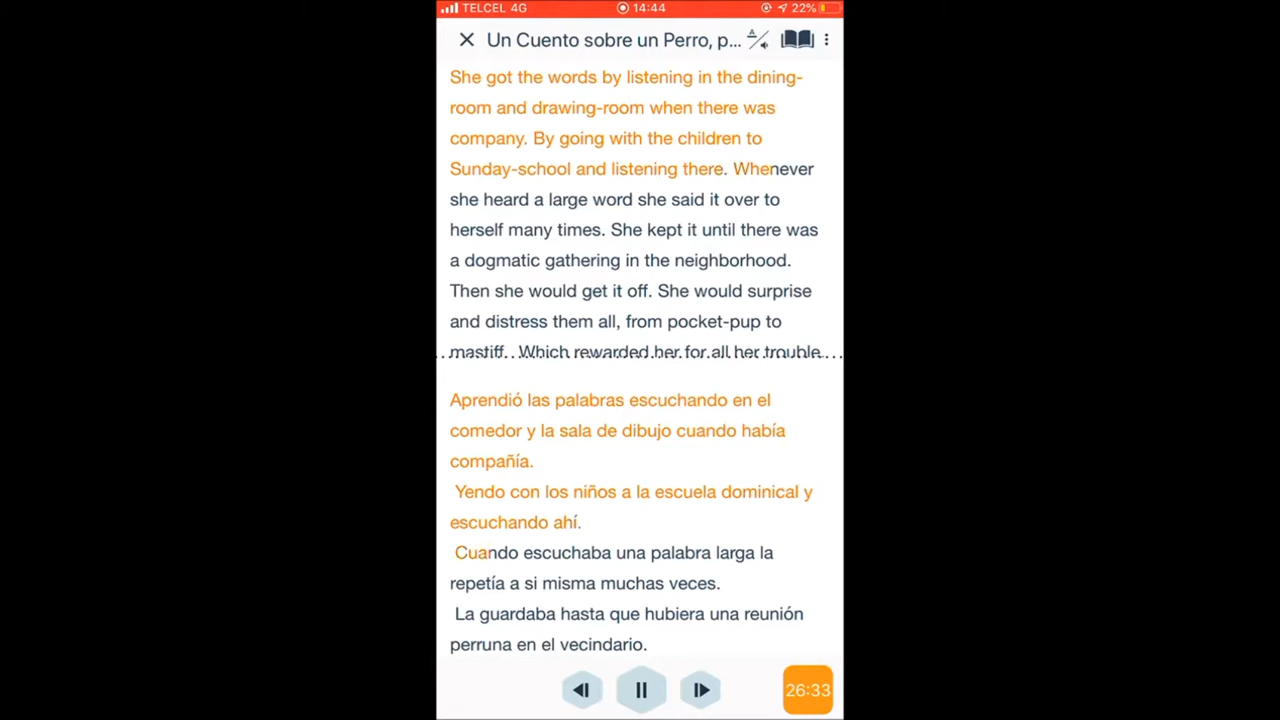 TELCEL 4G 14:44 22%
Un Cuento sobre un Perro, p...
She got the words by listening in the dining-
room and drawing-room when there was
company. By going with the children to
Sunday-school and listening there. Whenever
she heard a large word she said it over to
herself many times. She kept it until there was
a dogmatic gathering in the neighborhood.
Then she would get it off. She would surprise
and distress them all, from pocket-pup to
mastiff. Which rewarded her for all her trouble
Aprendió las palabras escuchando en el
comedor y la sala de dibujo cuando había
compañía.
Yendo con los niños a la escuela dominical y
escuchando ahí.
Cuando escuchaba una palabra larga la
repetía a si misma muchas veces.
La guardaba hasta que hubiera una reunión
perruna en el vecindario.
26:33